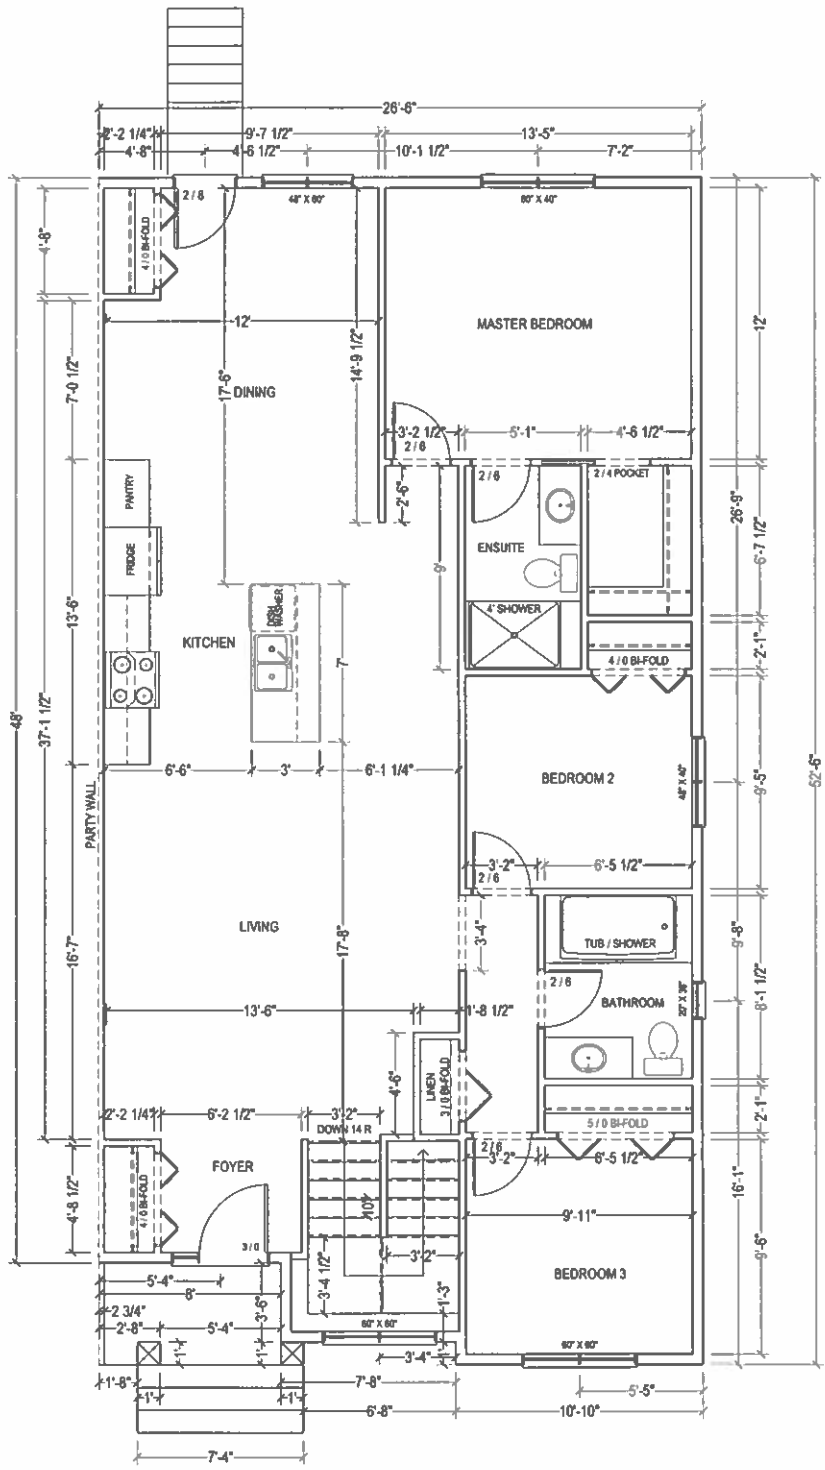 26'-6"
2'-2 1/4"
9'-7 1/2"
13'-5"
4'-8"
4'-6 1/2"
10'-1 1/2"
7'-2"
2 / 8
48" X 60"
60" X 40"
4'-8"
4 / 0 BI-FOLD
12'
MASTER BEDROOM
12'
7'-0 1/2"
17'-6"
DINING
14'-9 1/2"
3'-2 1/2"
5'-1"
4'-6 1/2"
2 / 6
2 / 6
2 / 4 POCKET
PANTRY
2'-6"
26'-9"
FRIDGE
ENSUITE
6'-7 1/2"
9'
13'-6"
DISH
WASHER
4' SHOWER
KITCHEN
7'
4 / 0 BI-FOLD
2'-1"
48'
37'-1 1/2"
6'-6"
3'
6'-1 1/4"
BEDROOM 2
48" X 40"
9'-5"
52'-6"
PARTY WALL
3'-2"
6'-5 1/2"
2 / 6
LIVING
17'-8"
3'-4"
TUB / SHOWER
9'-8"
16'-7"
2 / 6
BATHROOM
20" X 36"
8'-1 1/2"
13'-6"
1'-8 1/2"
4'-6"
LINEN
3 / 0 BI-FOLD
2'-2 1/4"
6'-2 1/2"
3'-2"
5 / 0 BI-FOLD
2'-1"
DOWN 14 R
2 / 6
3'-2"
6'-5 1/2"
FOYER
16'-1"
4'-8 1/2"
4 / 0 BI-FOLD
10"
9'-11"
3 / 0
3'-2"
9'-6"
5'-4"
3'-4 1/2"
BEDROOM 3
8'
2 3/4"
3'-6"
1'-3"
2'-8"
5'-4"
60" X 60"
60" X 60"
1'
1'
3'-4"
1'
1'-8"
7'-8"
5'-5"
1'
1'
6'-8"
10'-10"
7'-4"